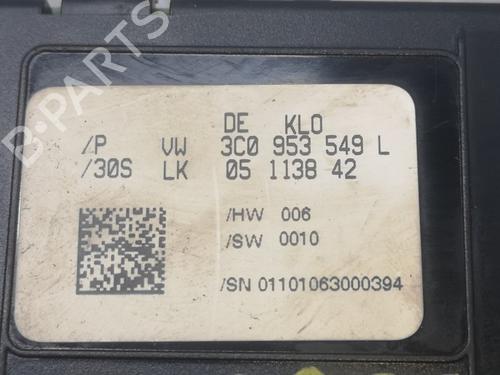 DE KLO
/P VW 3C0 953 549 L
/30S LK 05 1138 42
/HW 006
/SW 0010
/SN 01101063000394
B-PARTS